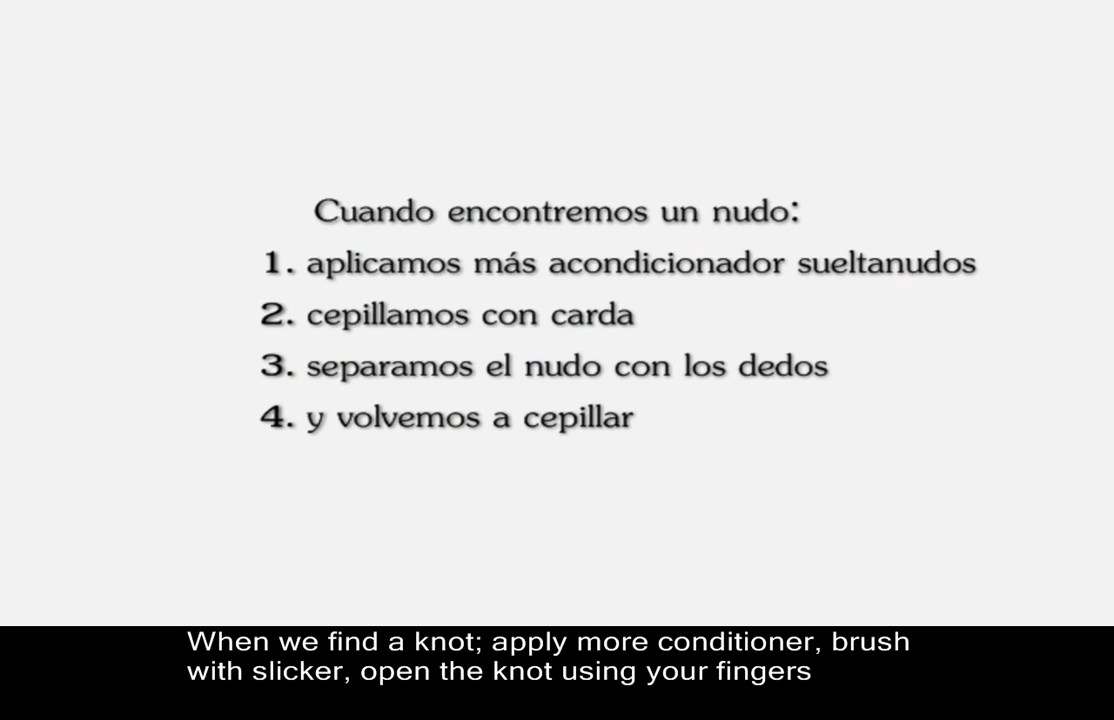 Cuando encontremos un nudo:
1. aplicamos más acondicionador sueltanudos
2. cepillamos con carda
3. separamos el nudo con los dedos
4. y volvemos a cepillar
When we find a knot; apply more conditioner, brush
with slicker, open the knot using your fingers